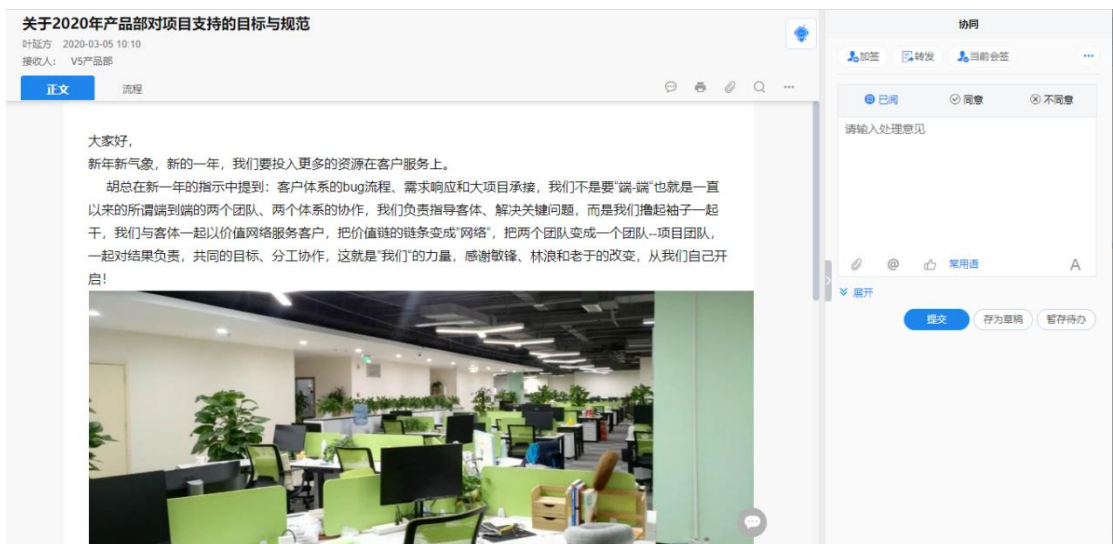 关于2020年产品部对项目支持的目标与规范
叶延方 2020-03-05 10:10
接收人: V5产品部
正文 流程
大家好，
新年新气象，新的一年，我们要投入更多的资源在客户服务上。
胡总在新一年的指示中提到：客户体系的bug流程、需求响应和大项目承接，我们不是要"端-端"也就是一直
以来的所谓端到端的两个团队、两个体系的协作，我们负责指导客体、解决关键问题，而是我们撸起袖子一起
干，我们与客体一起以价值网络服务客户，把价值链的链条变成"网络"，把两个团队变成一个团队--项目团队，
一起对结果负责，共同的目标、分工协作，这就是"我们"的力量，感谢敏锋、林浪和老于的改变，从我们自己开
启！
协同
加签 转发 当前会签
已阅 同意 不同意
请输入处理意见
@ 常用语 A
展开
提交 存为草稿 暂存待办